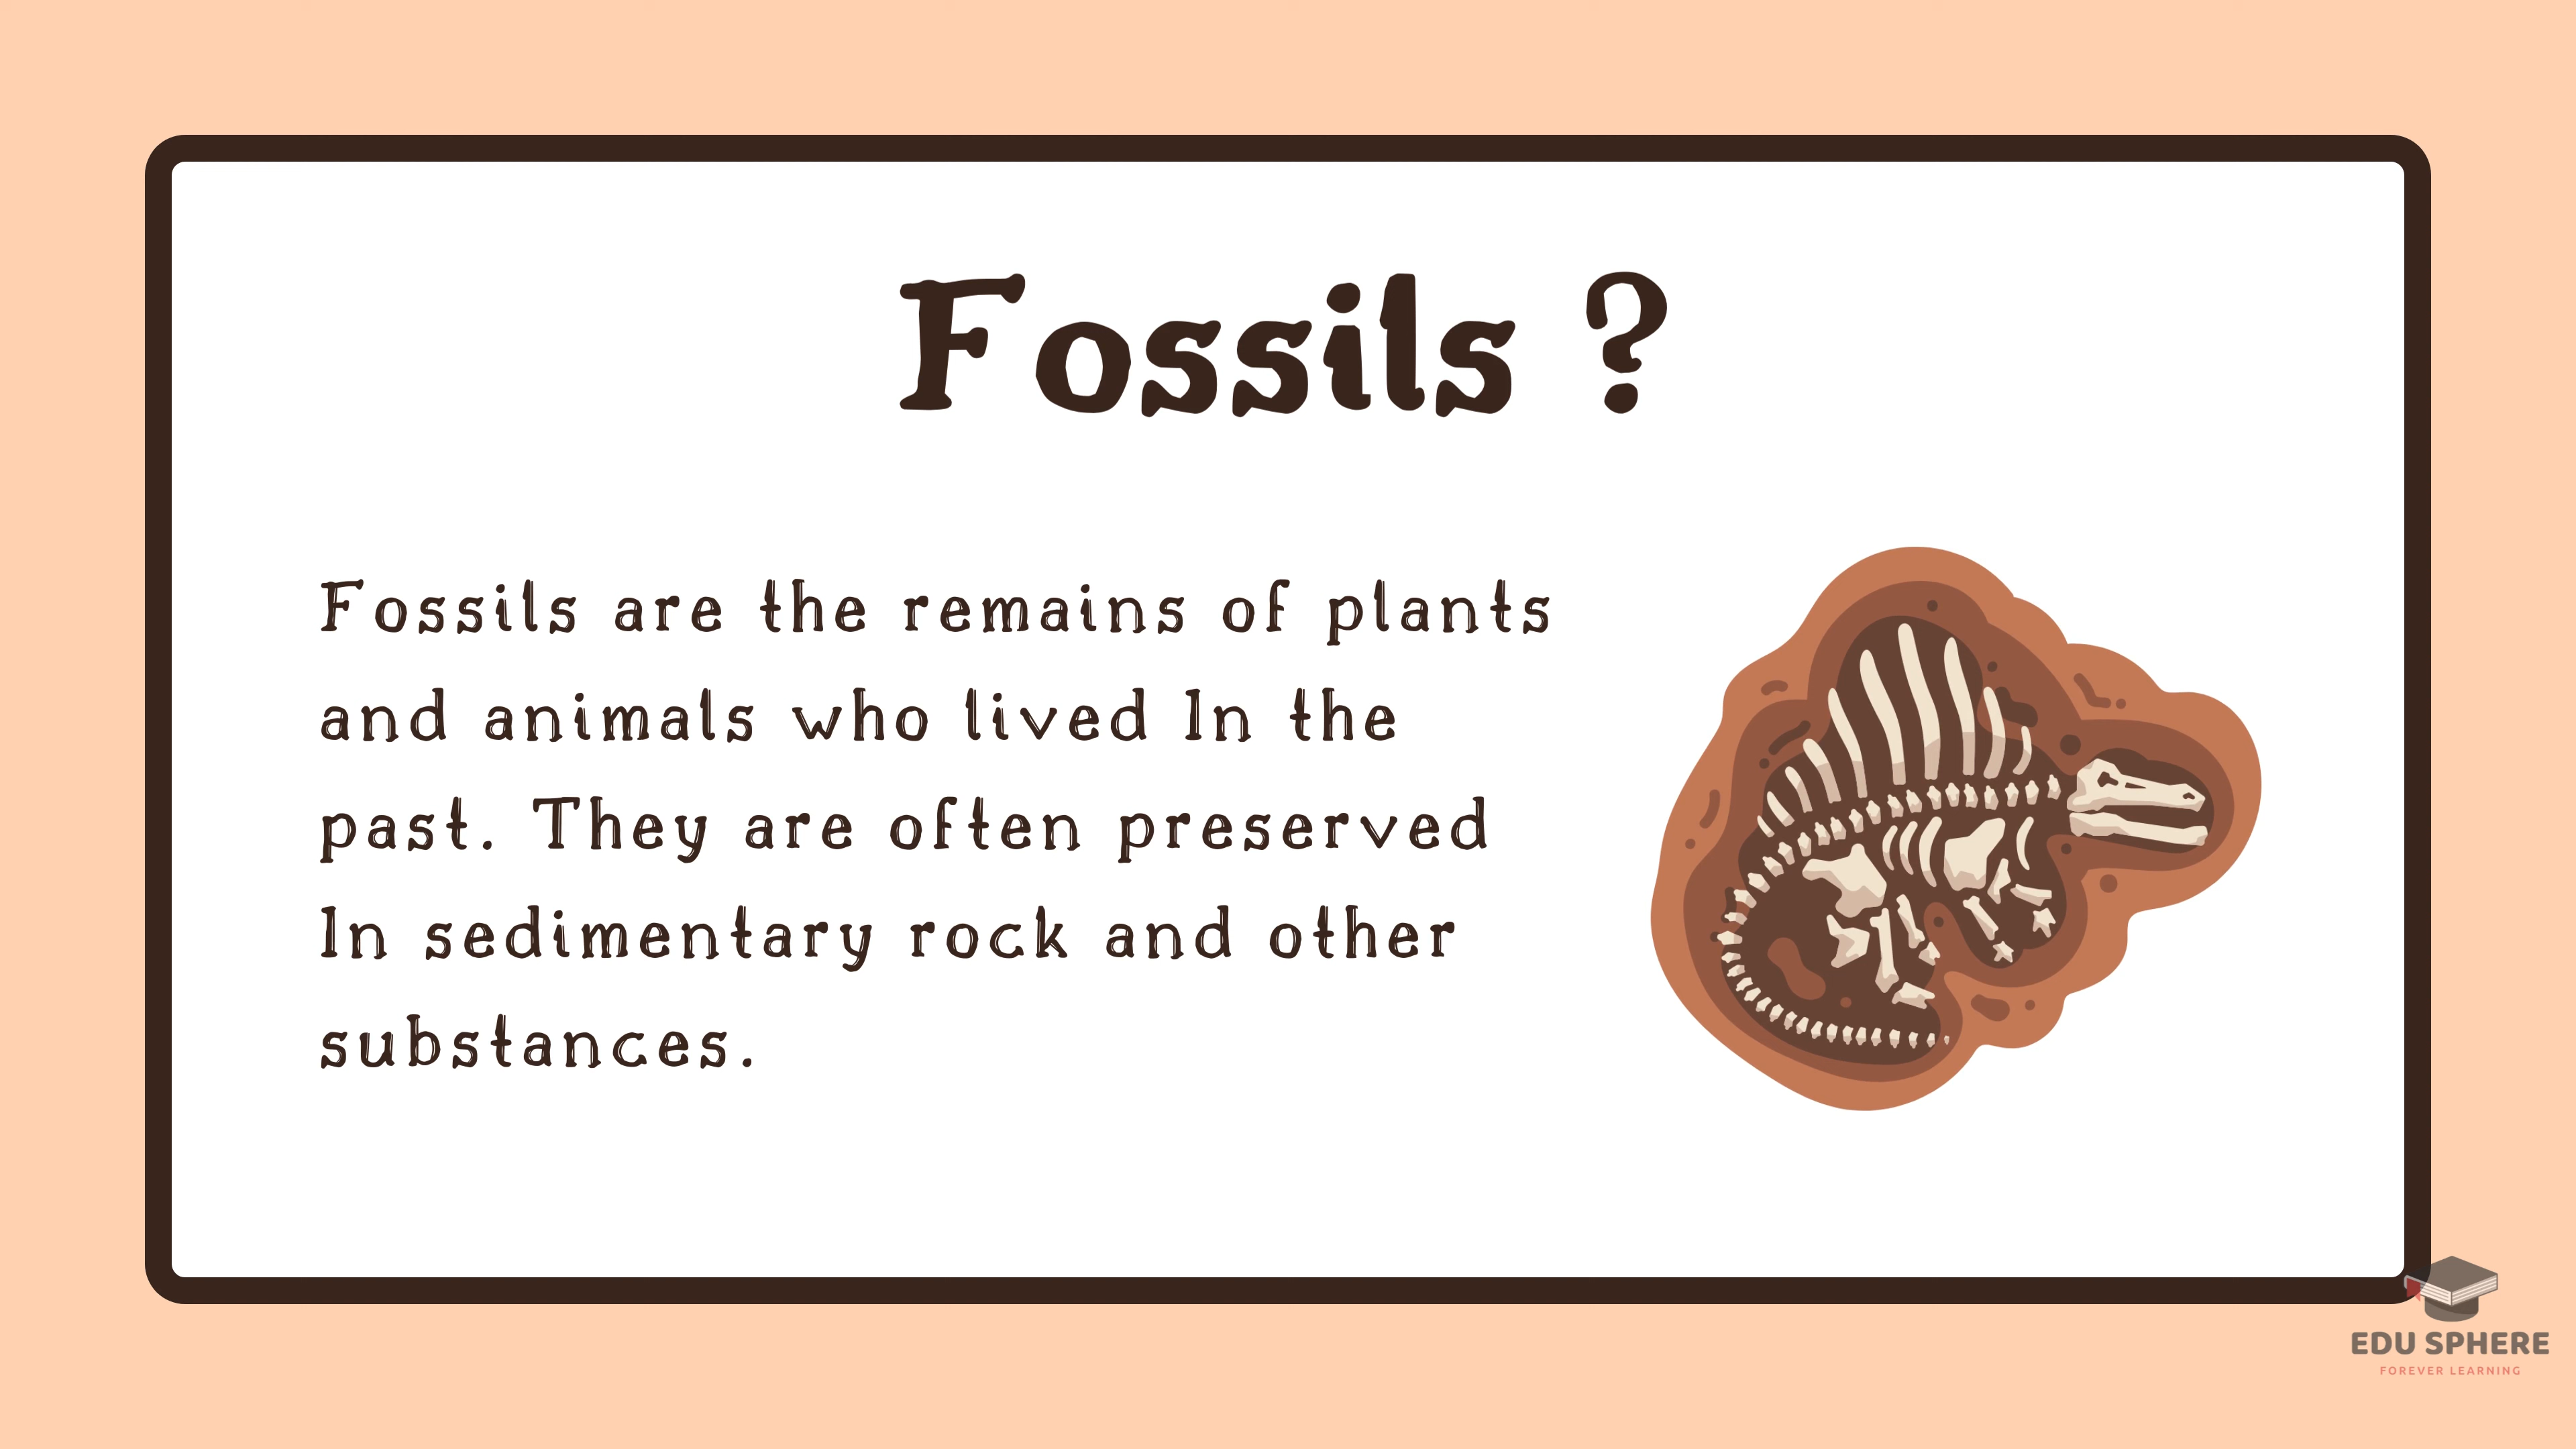 Fossils ?
Fossils are the remains of plants
and animals who lived In the
past. They are often preserved
In sedimentary rock and other
substances.
EDU SPHERE
FOREVER LEARNING